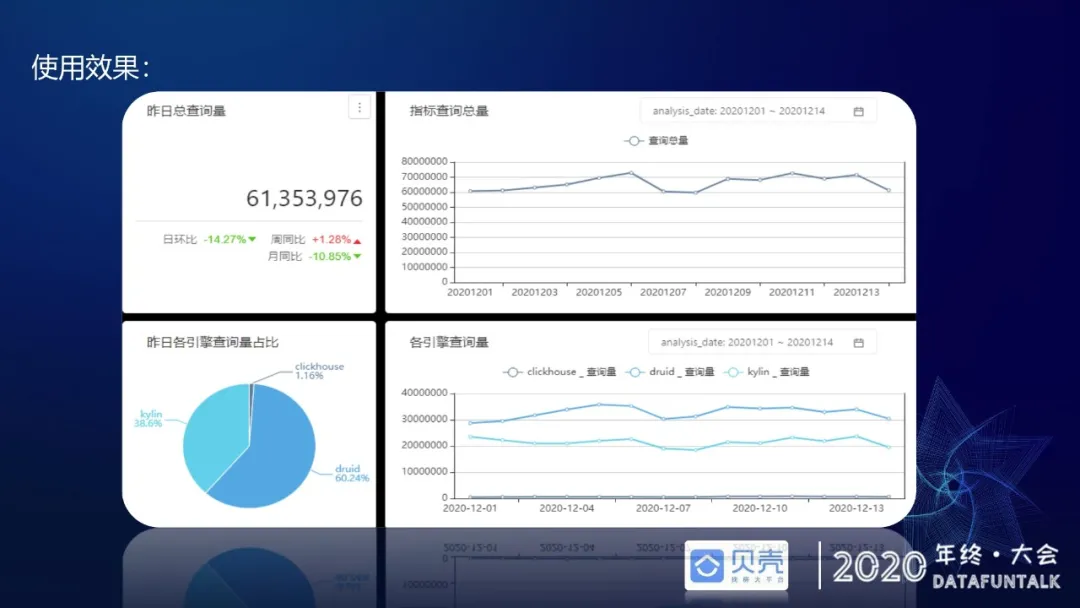 使用效果：
昨日总查询量
61,353,976
日环比 -14.27% 周同比 +1.28%
月同比 -10.85%
指标查询总量
analysis_date: 20201201 ~ 20201214
查询总量
80000000
70000000
60000000
50000000
40000000
30000000
20000000
10000000
0
20201201 20201203 20201205 20201207 20201209 20201211 20201213
昨日各引擎查询量占比
clickhouse
1.16%
kylin
38.6%
druid
60.24%
各引擎查询量
analysis_date: 20201201 ~ 20201214
clickhouse _ 查询量 druid _ 查询量 kylin _ 查询量
40000000
30000000
20000000
10000000
0
2020-12-01 2020-12-04 2020-12-07 2020-12-10 2020-12-13
贝壳
找房大平台
2020 年终・大会
DATAFUNTALK